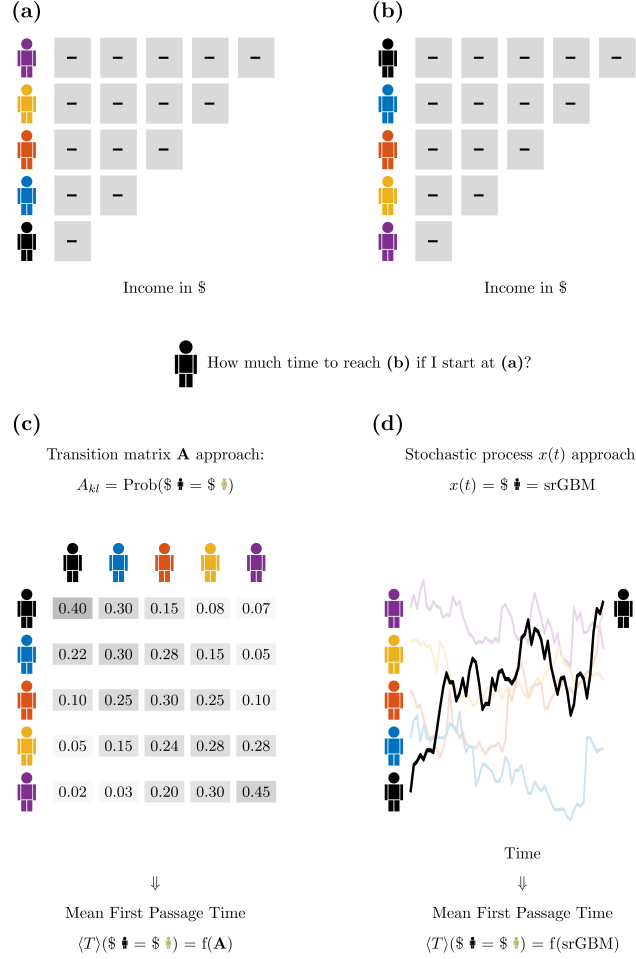 (a)
(b)
Income in $
Income in $
How much time to reach (b) if I start at (a)?
(c)
Transition matrix A approach:
A_{kl} = Prob($ = $ )
0.40 0.30 0.15 0.08 0.07
0.22 0.30 0.28 0.15 0.05
0.10 0.25 0.30 0.25 0.10
0.05 0.15 0.24 0.28 0.28
0.02 0.03 0.20 0.30 0.45
⇓
Mean First Passage Time
⟨T⟩($ = $ ) = f(A)
(d)
Stochastic process x(t) approach
x(t) = $ = srGBM
Time
⇓
Mean First Passage Time
⟨T⟩($ = $ ) = f(srGBM)